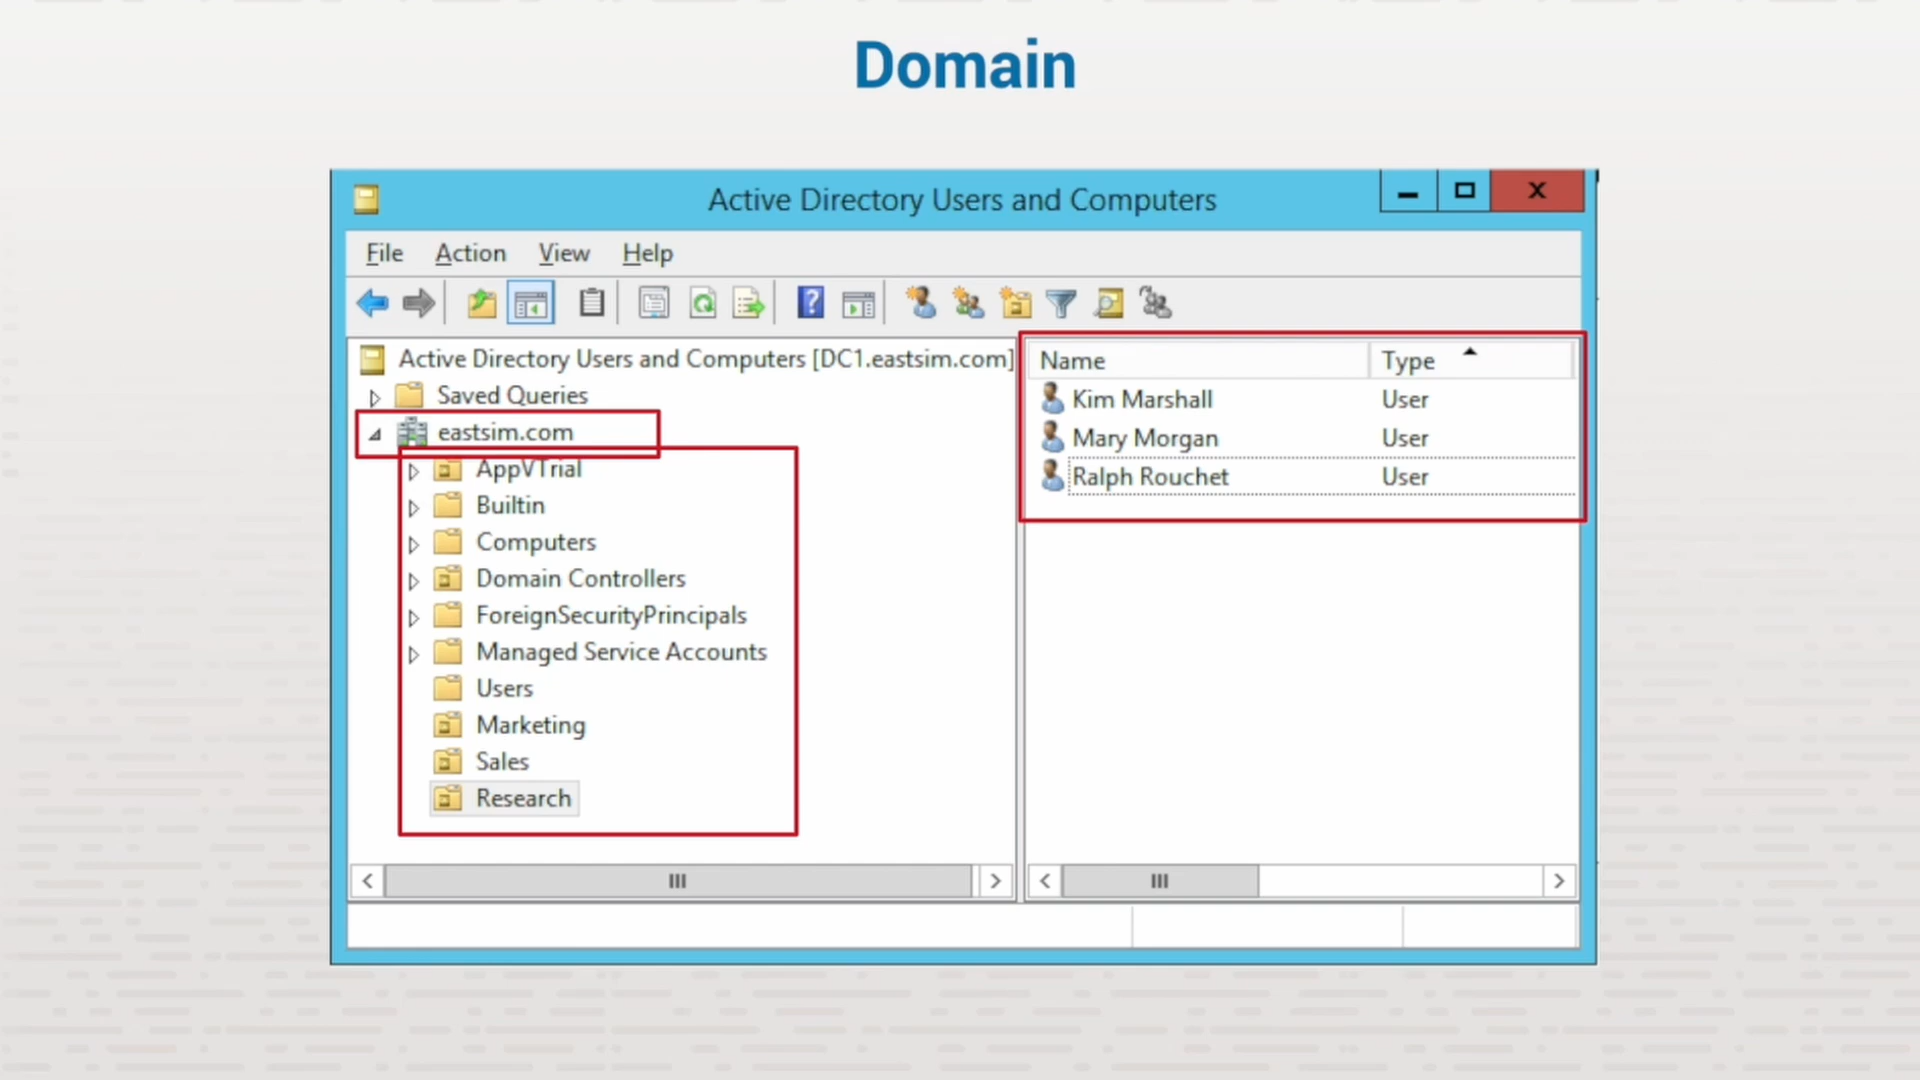 Domain
Active Directory Users and Computers
File Action View Help
Active Directory Users and Computers [DC1.eastsim.com]
Saved Queries
eastsim.com
AppVTrial
Builtin
Computers
Domain Controllers
ForeignSecurityPrincipals
Managed Service Accounts
Users
Marketing
Sales
Research
Name Type
Kim Marshall User
Mary Morgan User
Ralph Rouchet User